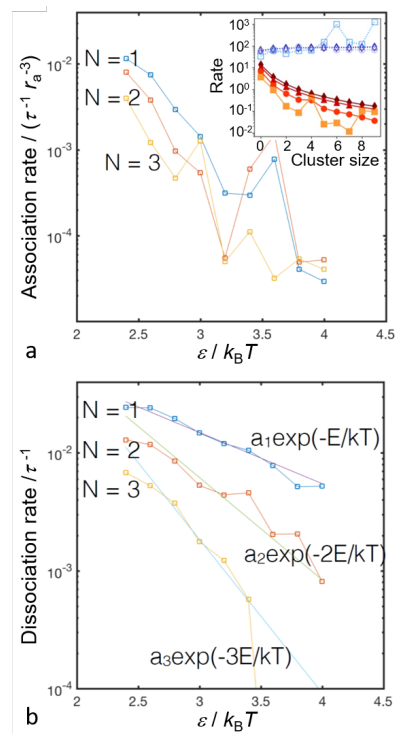 Association rate / (τ⁻¹ rₐ⁻³)
10⁻²
10⁻³
10⁻⁴
N = 1
N = 2
N = 3
Rate
10³
10²
10¹
10⁰
10⁻¹
10⁻²
0 2 4 6 8
Cluster size
2 2.5 3 3.5 4 4.5
ε / k_BT
a
Dissociation rate /τ⁻¹
10⁻²
10⁻³
10⁻⁴
N = 1
N = 2
N = 3
a₁exp(-E/kT)
a₂exp(-2E/kT)
a₃exp(-3E/kT)
2 2.5 3 3.5 4 4.5
ε / k_BT
b